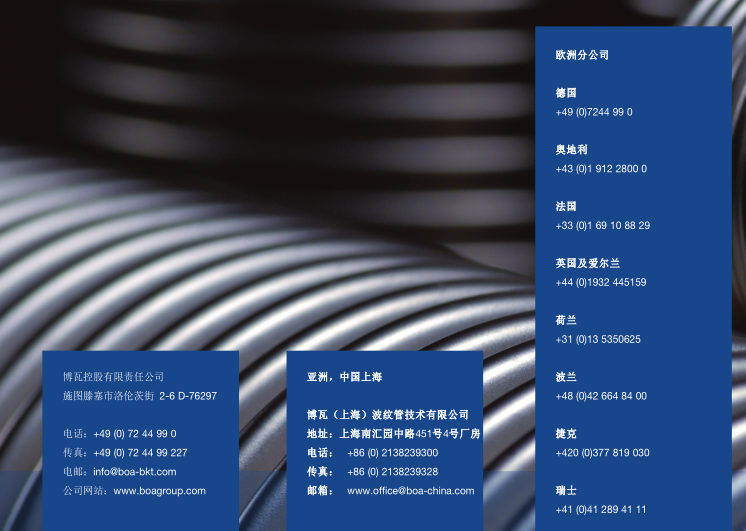 博瓦控股有限责任公司
施图滕塞市洛伦茨街 2-6 D-76297
电话：+49 (0) 72 44 99 0
传真：+49 (0) 72 44 99 227
电邮：info@boa-bkt.com
公司网站：www.boagroup.com
亚洲，中国上海
博瓦（上海）波纹管技术有限公司
地址：上海南汇园中路451号4号厂房
电话： +86 (0) 2138239300
传真： +86 (0) 2138239328
邮箱： www.office@boa-china.com
欧洲分公司
德国
+49 (0)7244 99 0
奥地利
+43 (0)1 912 2800 0
法国
+33 (0)1 69 10 88 29
英国及爱尔兰
+44 (0)1932 445159
荷兰
+31 (0)13 5350625
波兰
+48 (0)42 664 84 00
捷克
+420 (0)377 819 030
瑞士
+41 (0)41 289 41 11